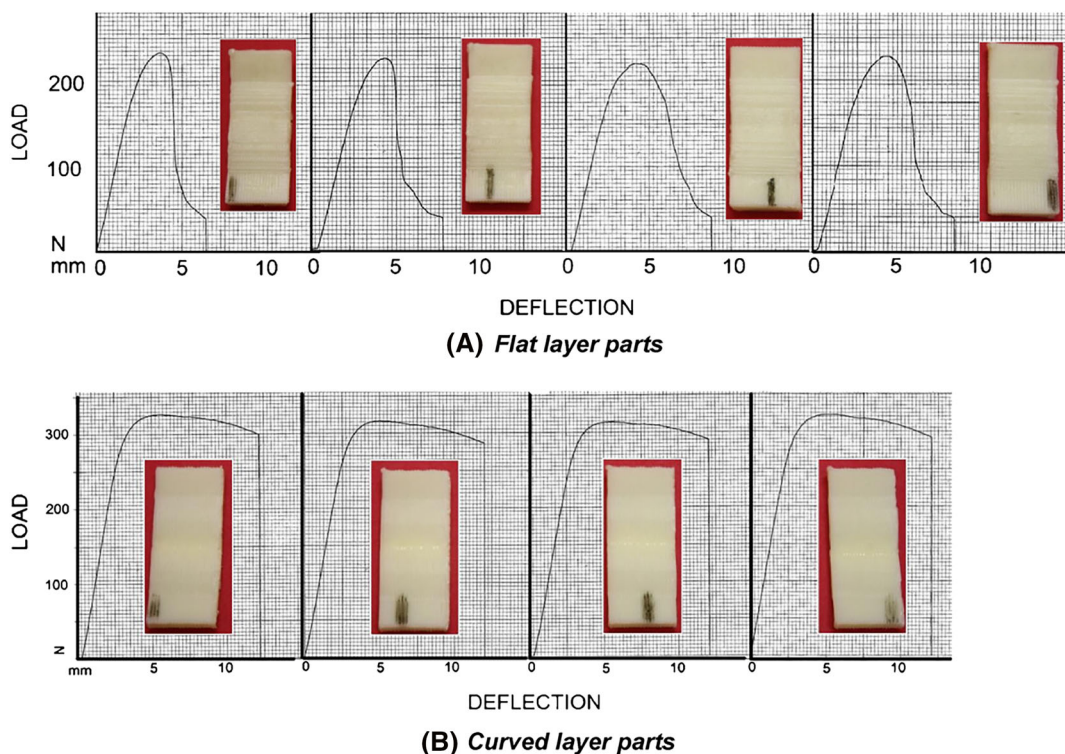 LOAD
200
100
N
mm
0 5 10 0 5 10 0 5 10 0 5 10
DEFLECTION
(A) Flat layer parts
LOAD
300
200
100
N
mm
5 10 0 5 10 0 5 10 0 5 10
DEFLECTION
(B) Curved layer parts